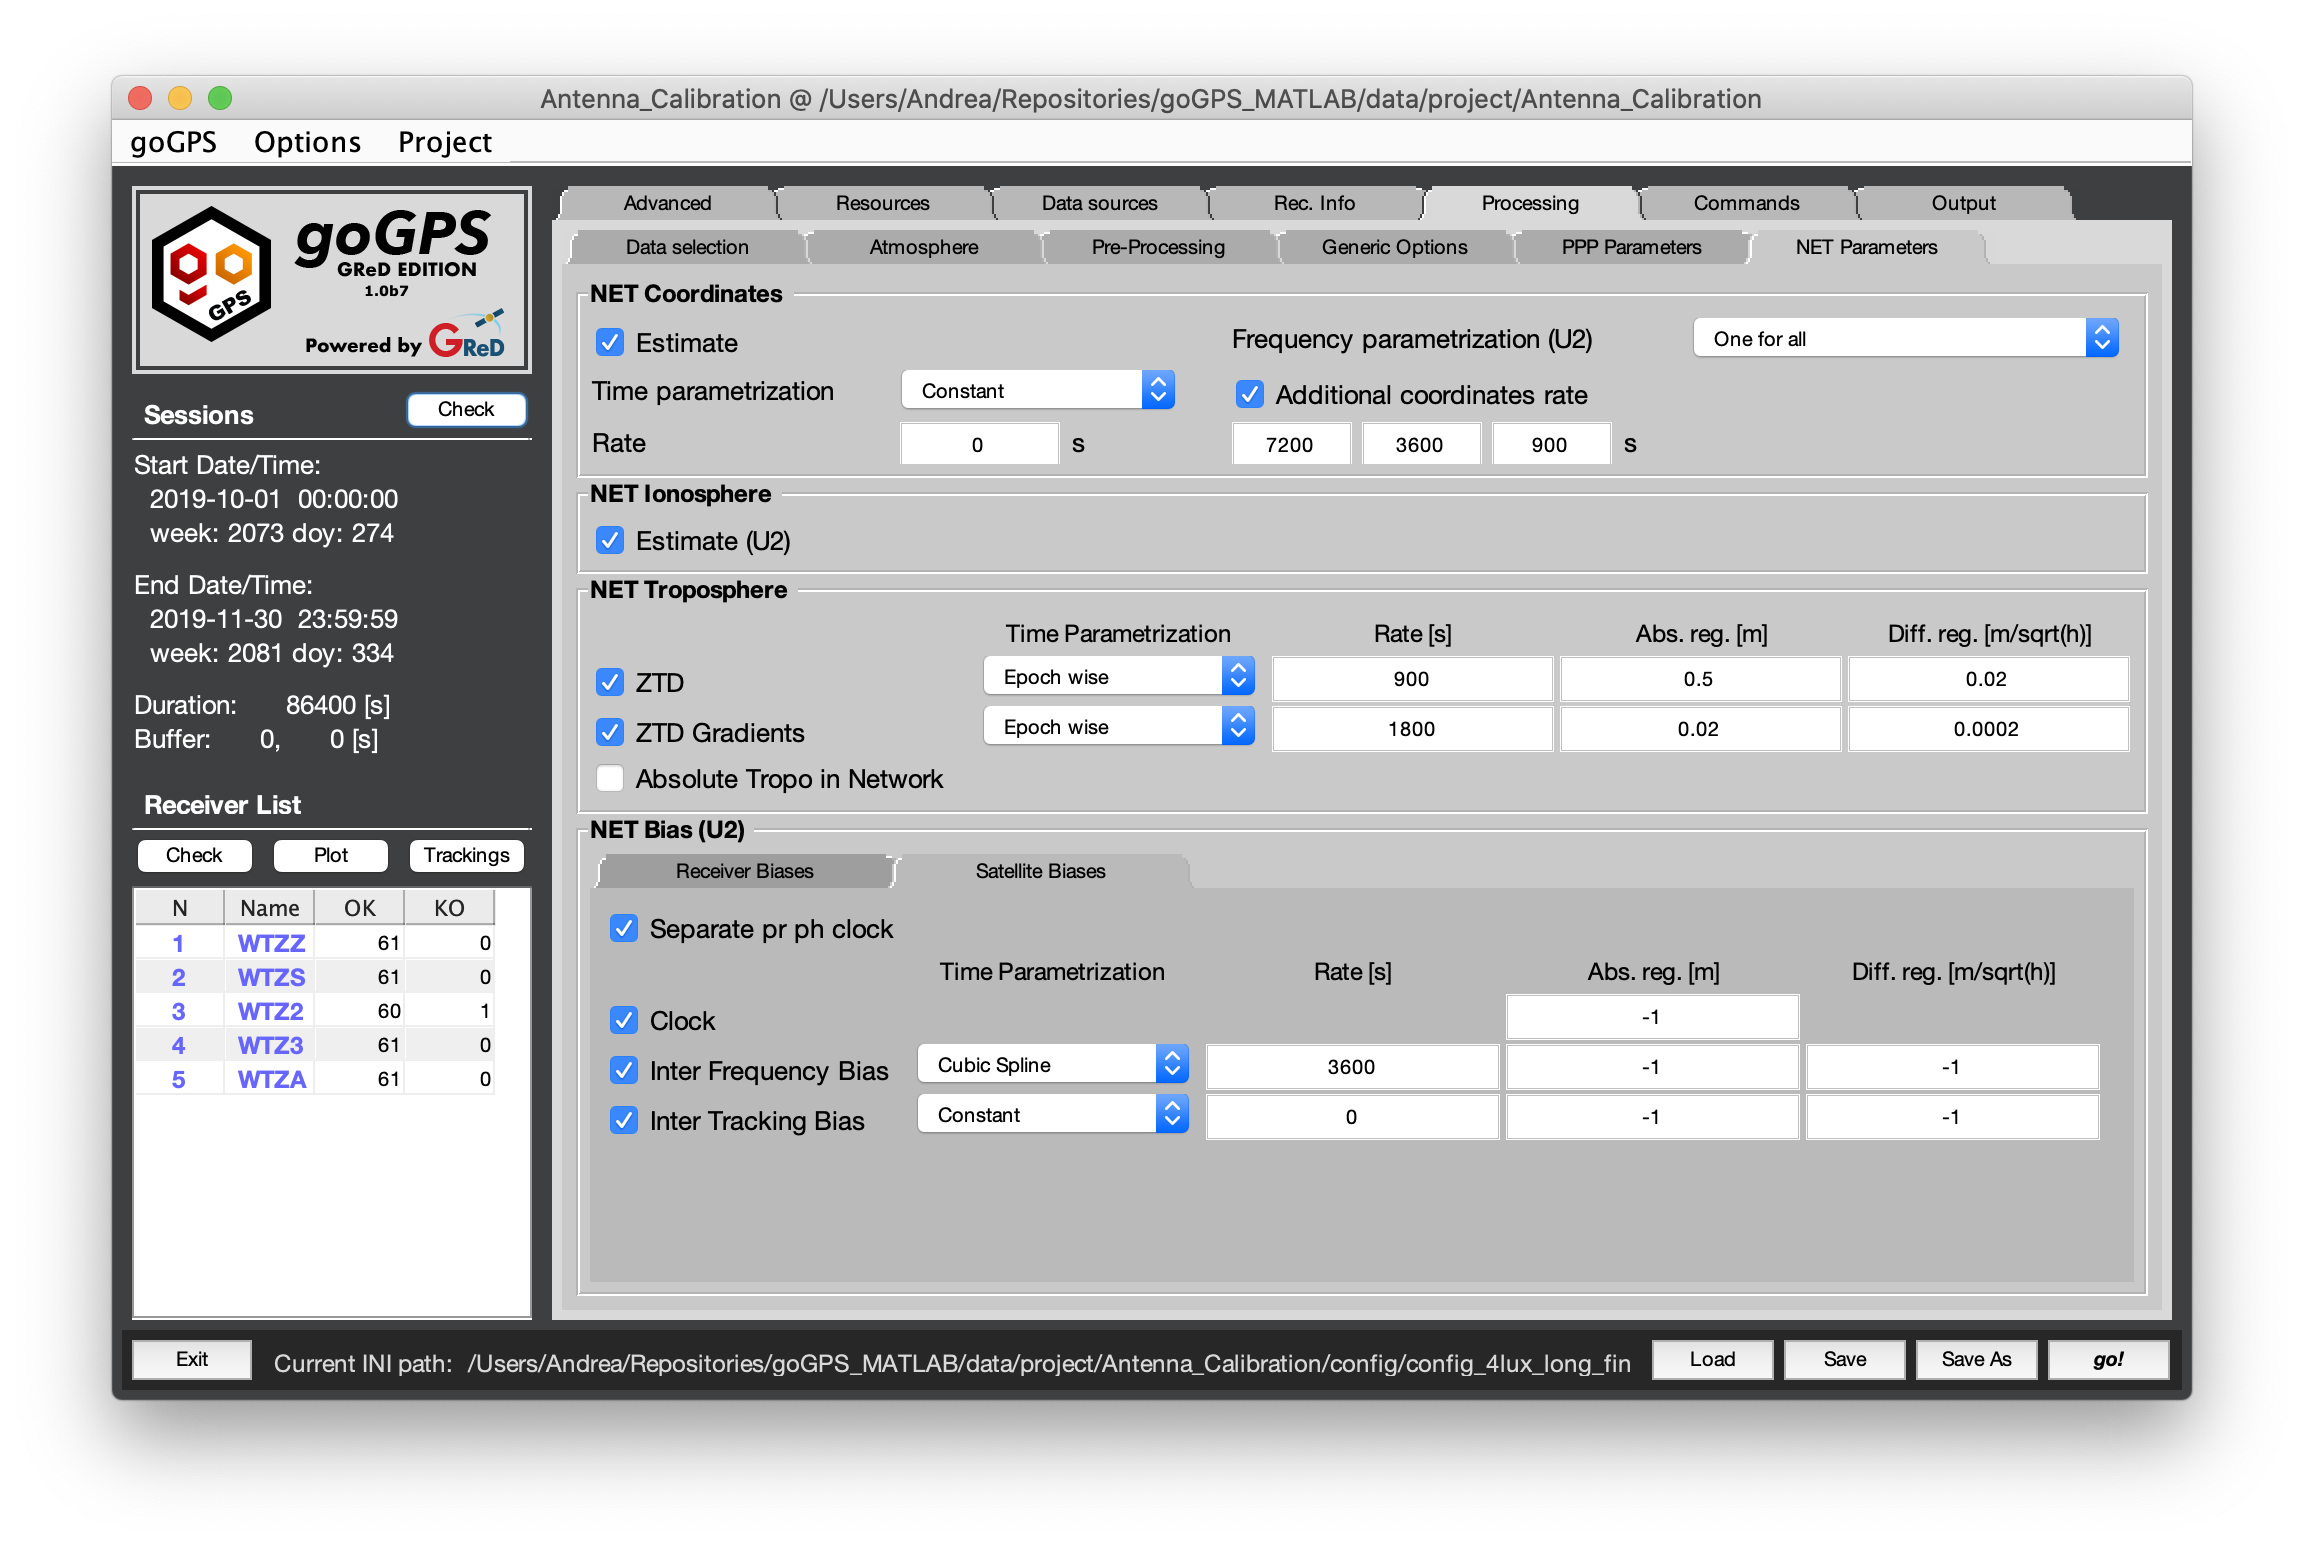 Antenna_Calibration @ /Users/Andrea/Repositories/goGPS_MATLAB/data/project/Antenna_Calibration
goGPS Options Project
go
GPS
goGPS
GReD EDITION
1.0b7
Powered by GReD
Sessions Check
Start Date/Time:
2019-10-01 00:00:00
week: 2073 doy: 274
End Date/Time:
2019-11-30 23:59:59
week: 2081 doy: 334
Duration: 86400 [s]
Buffer: 0, 0 [s]
Receiver List
Check Plot Trackings
N Name OK KO
1 WTZZ 61 0
2 WTZS 61 0
3 WTZ2 60 1
4 WTZ3 61 0
5 WTZA 61 0
Advanced Resources Data sources Rec. Info Processing Commands Output
Data selection Atmosphere Pre-Processing Generic Options PPP Parameters NET Parameters
NET Coordinates
Estimate Frequency parametrization (U2) One for all
Time parametrization Constant Additional coordinates rate
Rate 0 s 7200 3600 900 s
NET Ionosphere
Estimate (U2)
NET Troposphere
Time Parametrization Rate [s] Abs. reg. [m] Diff. reg. [m/sqrt(h)]
ZTD Epoch wise 900 0.5 0.02
ZTD Gradients Epoch wise 1800 0.02 0.0002
Absolute Tropo in Network
NET Bias (U2)
Receiver Biases Satellite Biases
Separate pr ph clock
Time Parametrization Rate [s] Abs. reg. [m] Diff. reg. [m/sqrt(h)]
Clock -1
Inter Frequency Bias Cubic Spline 3600 -1 -1
Inter Tracking Bias Constant 0 -1 -1
Exit Current INI path: /Users/Andrea/Repositories/goGPS_MATLAB/data/project/Antenna_Calibration/config/config_4lux_long_fin Load Save Save As go!